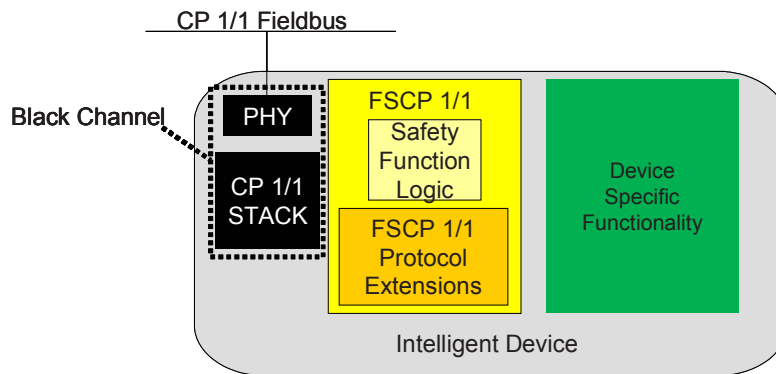 CP 1/1 Fieldbus
Black Channel
PHY
CP 1/1
STACK
FSCP 1/1
Safety
Function
Logic
FSCP 1/1
Protocol
Extensions
Device
Specific
Functionality
Intelligent Device